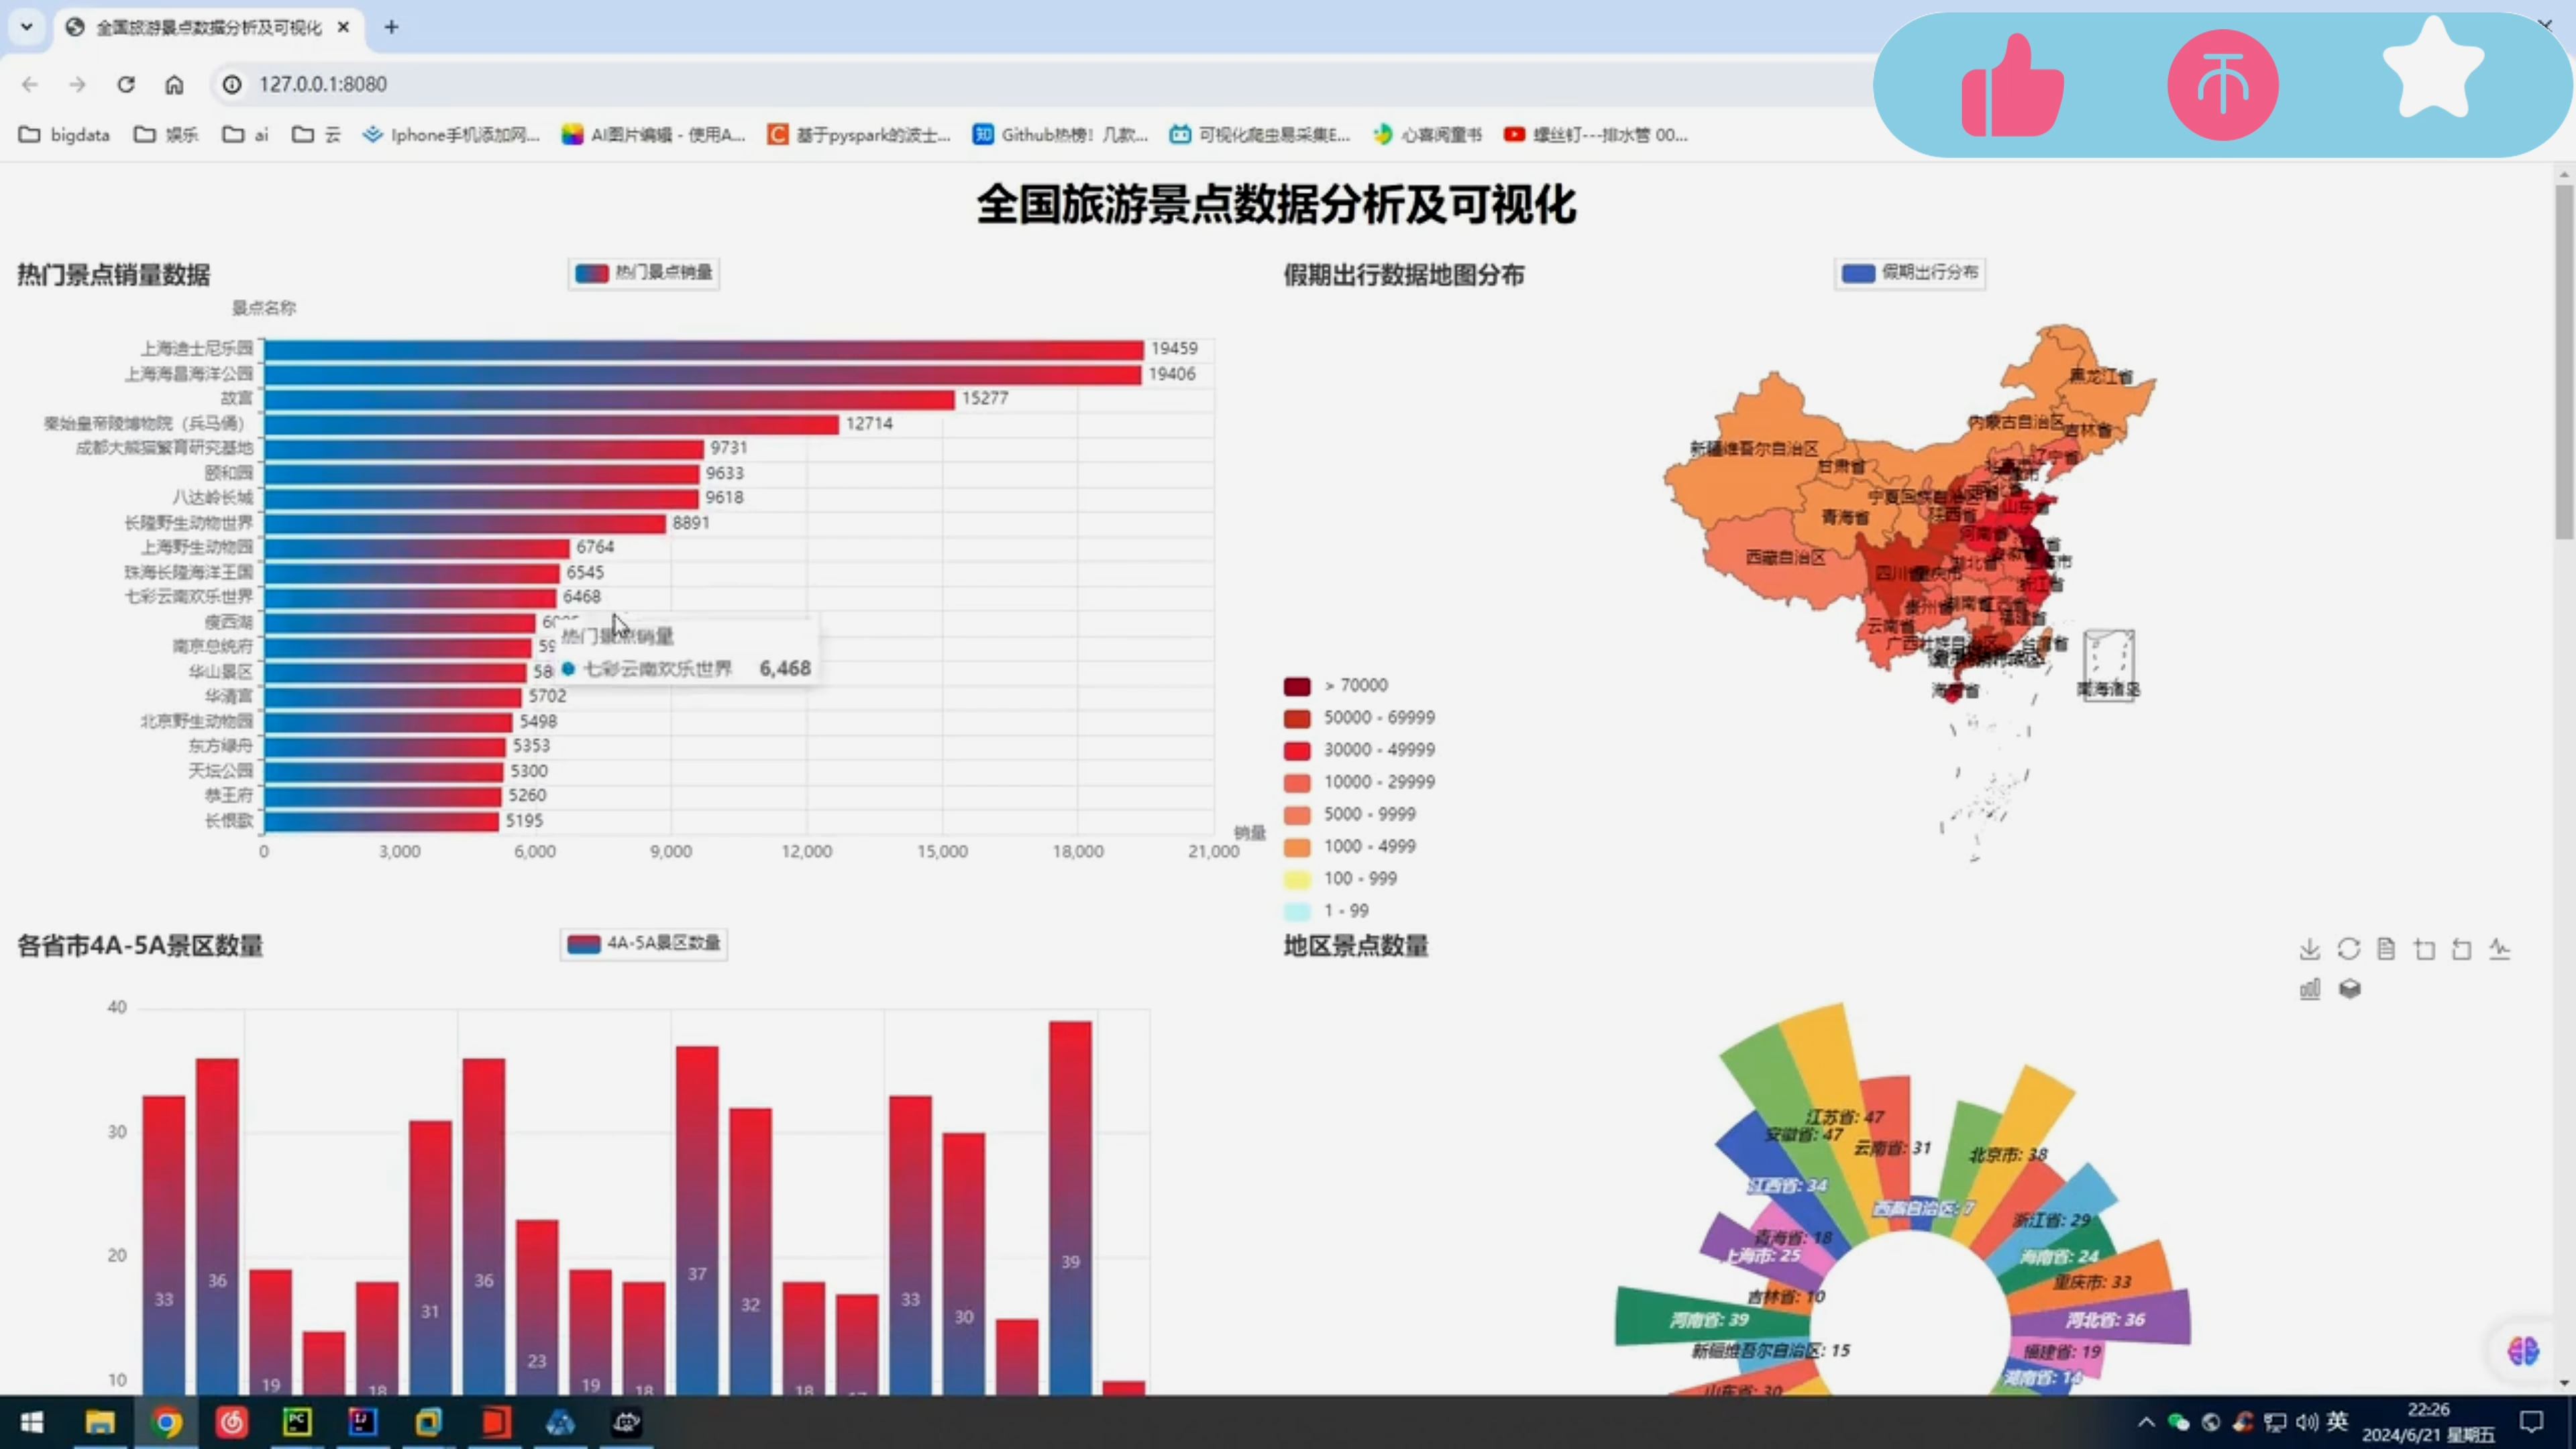 全国旅游景点数据分析及可视化
127.0.0.1:8080
bigdata
娱乐
ai
云
Iphone手机添加网...
AI图片编辑 - 使用A...
基于pyspark的波士...
Github热榜！几款...
可视化爬虫易采集E...
心喜阅童书
螺丝钉---排水管 00...
全国旅游景点数据分析及可视化
热门景点销量数据
热门景点销量
景点名称
上海迪士尼乐园 19459
上海海昌海洋公园 19406
故宫 15277
秦始皇帝陵博物院（兵马俑） 12714
成都大熊猫繁育研究基地 9731
颐和园 9633
八达岭长城 9618
长隆野生动物世界 8891
上海野生动物园 6764
珠海长隆海洋王国 6545
七彩云南欢乐世界 6468
瘦西湖
南京总统府 59
华山景区 58
华清宫 5702
北京野生动物园 5498
东方绿舟 5353
天坛公园 5300
恭王府 5260
长恨歌 5195
热门景点销量
七彩云南欢乐世界 6,468
销量
0 3,000 6,000 9,000 12,000 15,000 18,000 21,000
假期出行数据地图分布
假期出行分布
黑龙江省
内蒙古自治区
吉林省
新疆维吾尔自治区
甘肃省
辽宁省
宁夏回族自治区
山东省
青海省
陕西省
河南省
西藏自治区
四川省
重庆市
湖北省
浙江省
贵州省
湖南省
江西省
福建省
云南省
广西壮族自治区
台湾省
海南省
南海诸岛
> 70000
50000 - 69999
30000 - 49999
10000 - 29999
5000 - 9999
1000 - 4999
100 - 999
1 - 99
各省市4A-5A景区数量
4A-5A景区数量
40
30
20
10
33 36 19 18 31 36 23 19 18 37 32 18 17 33 30 39
地区景点数量
江苏省: 47
安徽省: 47
云南省: 31
北京市: 38
江西省: 34
西藏自治区: 7
浙江省: 29
青海省: 18
上海市: 25
海南省: 24
重庆市: 33
吉林省: 10
河南省: 39
河北省: 36
新疆维吾尔自治区: 15
福建省: 19
湖南省: 14
山东省: 30
英
22:26
2024/6/21 星期五